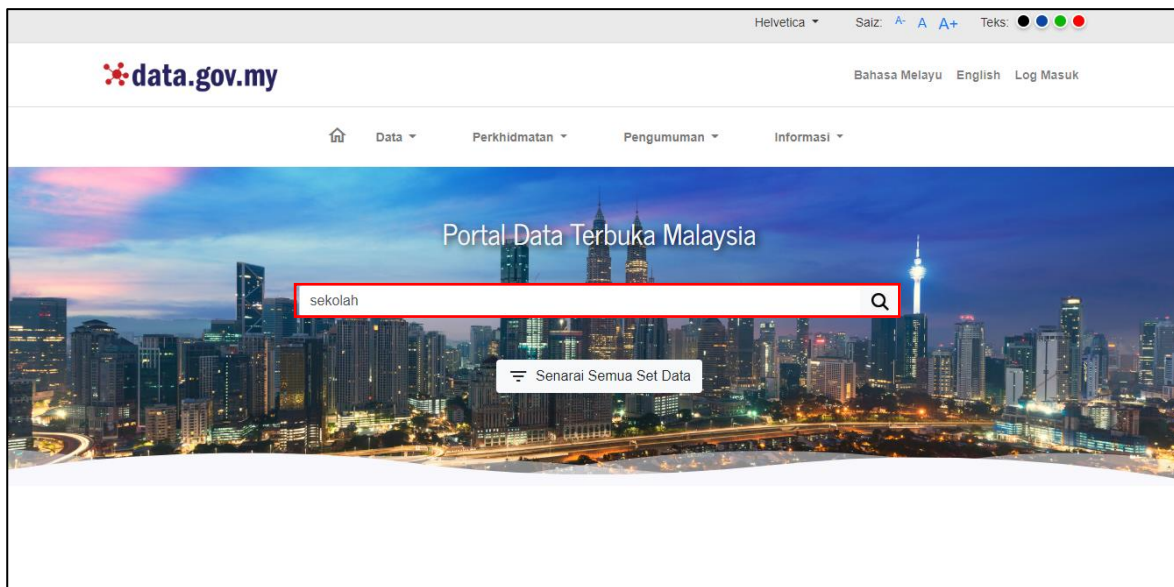 Helvetica Saiz: A- A A+ Teks:
data.gov.my
Bahasa Melayu English Log Masuk
Data Perkhidmatan Pengumuman Informasi
Portal Data Terbuka Malaysia
sekolah
Senarai Semua Set Data